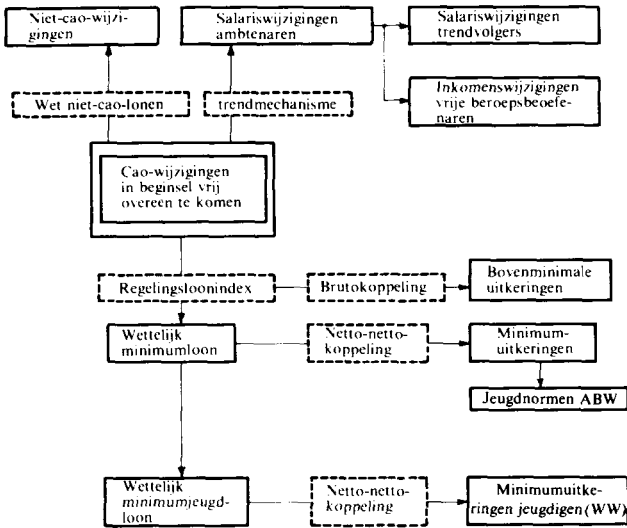 Niet-cao-wijzi-
gingen
Salariswijzigingen
ambtenaren
Salariswijzigingen
trendvolgers
Inkomenswijzigingen
vrije beroepsbeoefe-
naren
Wet niet-cao-lonen
trendmechanisme
Cao-wijzigingen
in beginsel vrij
overeen te komen
Regelingsloonindex
Brutokoppeling
Bovenminimale
uitkeringen
Wettelijk
minimumloon
Netto-netto-
koppeling
Minimum-
uitkeringen
Jeugdnormen ABW
Wettelijk
minimumjeugd-
loon
Netto-netto-
koppeling
Minimumuitke-
ringen jeugdigen (WW)